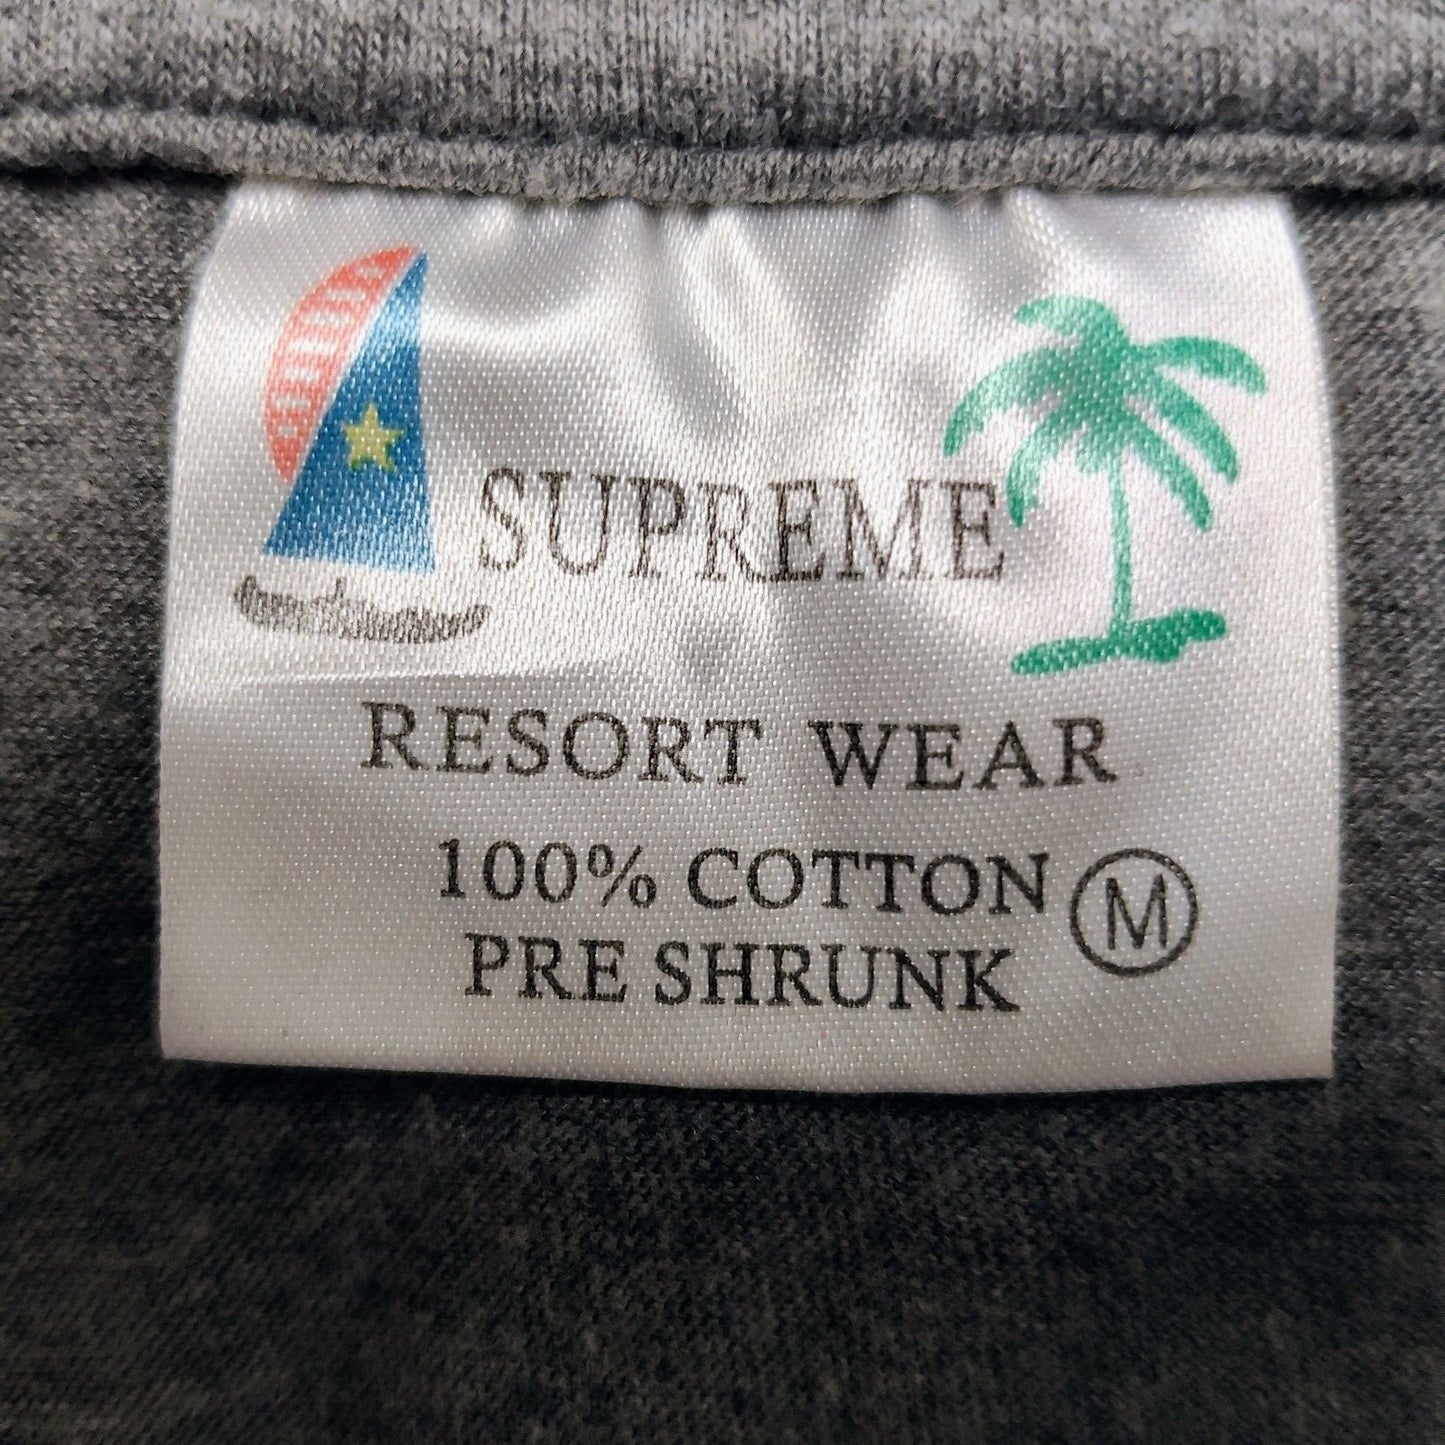 SUPREME
RESORT WEAR
100% COTTON
PRE SHRUNK
M